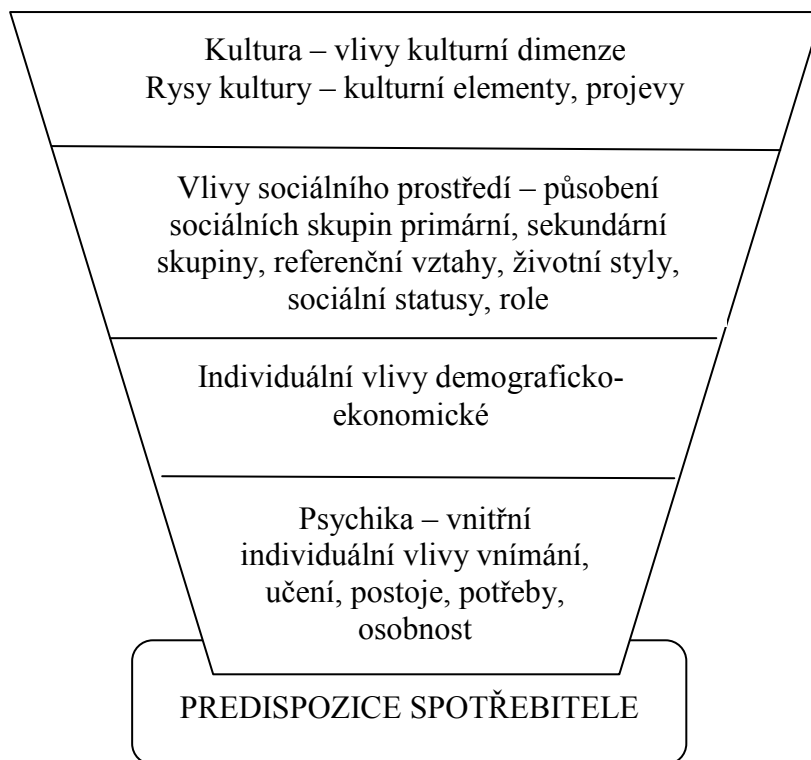 Kultura – vlivy kulturní dimenze
Rysy kultury – kulturní elementy, projevy
Vlivy sociálního prostředí – působení
sociálních skupin primární, sekundární
skupiny, referenční vztahy, životní styly,
sociální statusy, role
Individuální vlivy demograficko-
ekonomické
Psychika – vnitřní
individuální vlivy vnímání,
učení, postoje, potřeby,
osobnost
PREDISPOZICE SPOTŘEBITELE